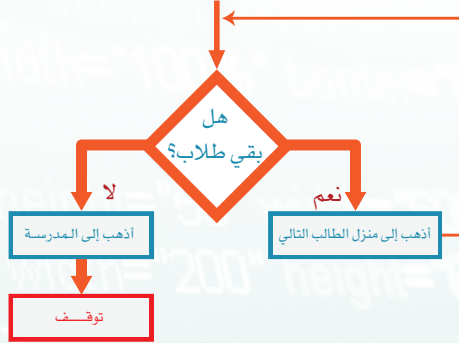 هل
بقي طلاب؟
نعم
لا
أذهب إلى منزل الطالب التالي
أذهب إلى المدرسة
توقف